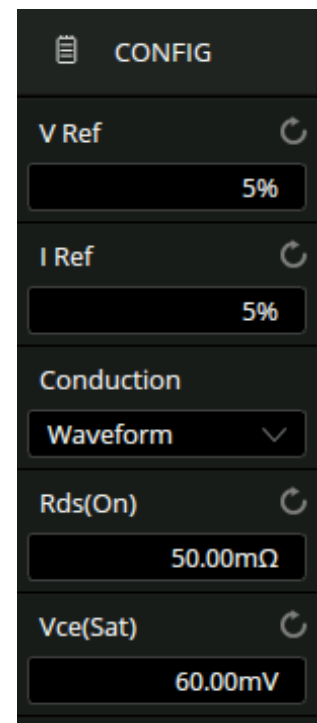 CONFIG
V Ref
5%
I Ref
5%
Conduction
Waveform
Rds(On)
50.00mΩ
Vce(Sat)
60.00mV